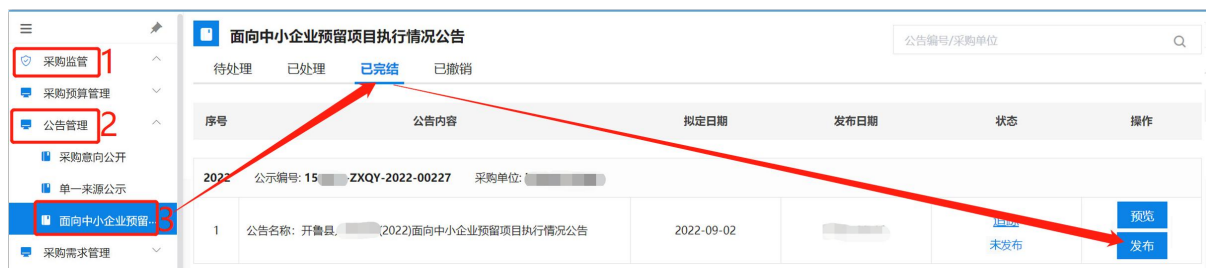 面向中小企业预留项目执行情况公告
公告编号/采购单位
采购监管 1
待处理 已处理 已完结 已撤销
采购预算管理
公告管理 2
序号 公告内容 拟定日期 发布日期 状态 操作
采购意向公开
2022 公示编号: 15 -ZXQY-2022-00227 采购单位:
单一来源公示
面向中小企业预留... 3
1 公告名称: 开鲁县 (2022)面向中小企业预留项目执行情况公告 2022-09-02 未发布 预览 发布
采购需求管理